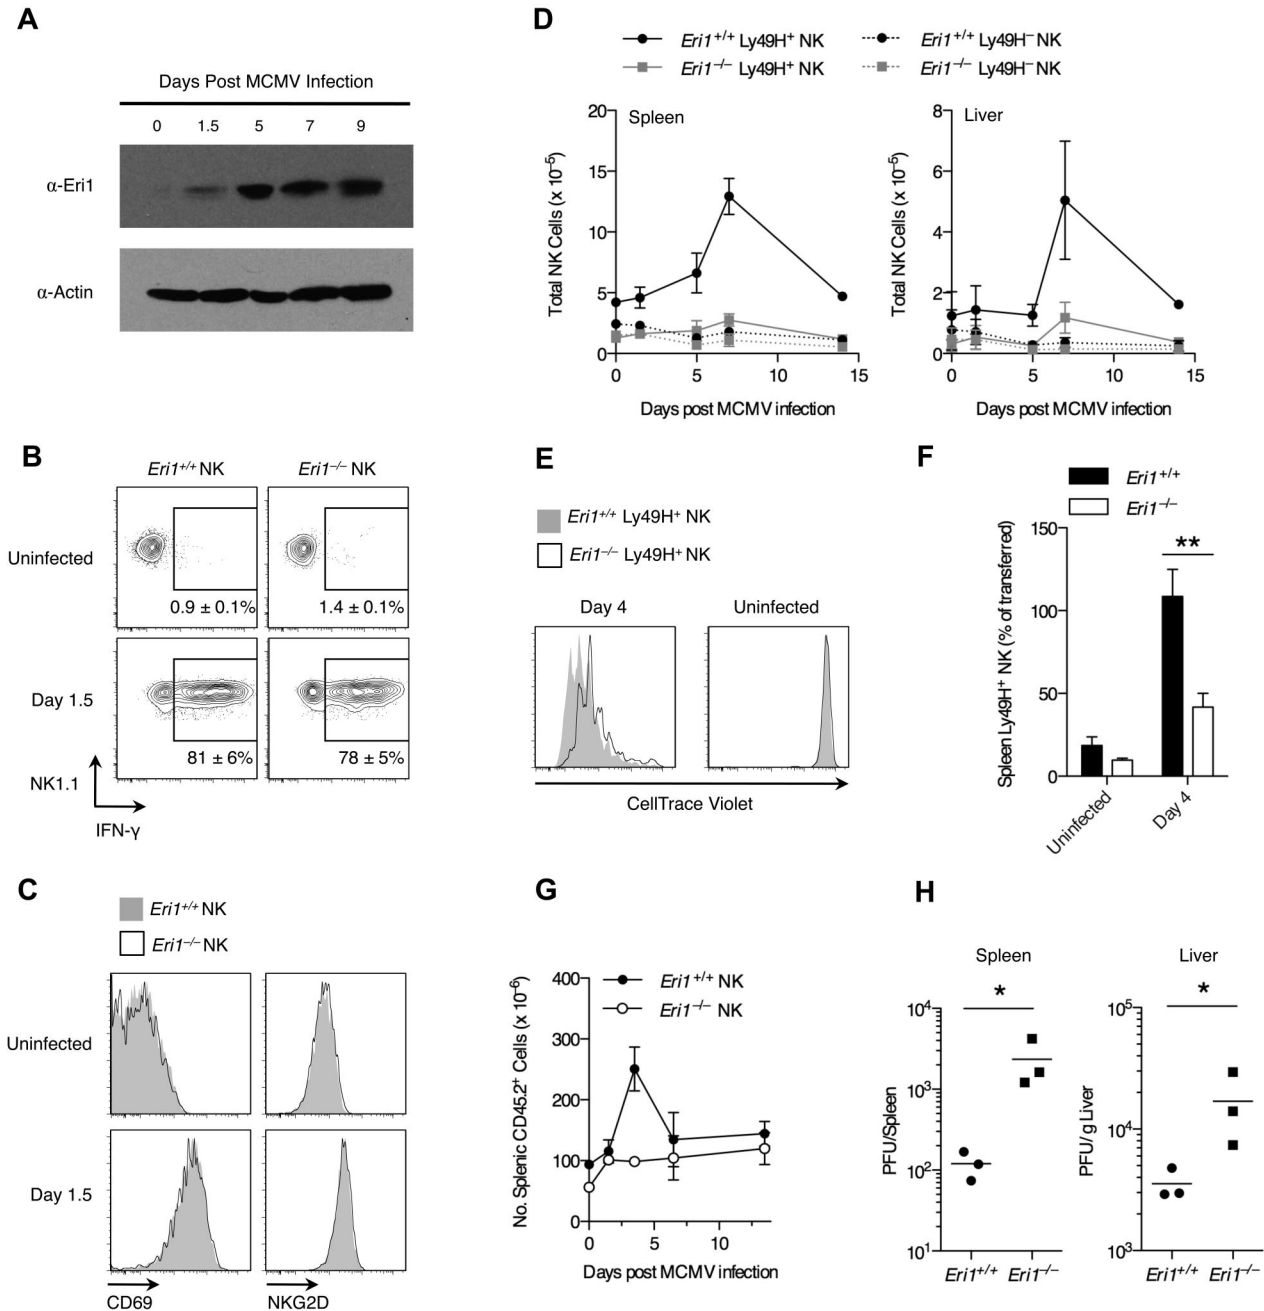 A
Days Post MCMV Infection
0 1.5 5 7 9
α-Eri1
α-Actin
B
Eri1+/+ NK
Eri1–/– NK
Uninfected
0.9 ± 0.1%
1.4 ± 0.1%
Day 1.5
81 ± 6%
78 ± 5%
NK1.1
IFN-γ
C
Eri1+/+ NK
Eri1–/– NK
Uninfected
Day 1.5
CD69
NKG2D
D
Eri1+/+ Ly49H+ NK
Eri1–/– Ly49H+ NK
Eri1+/+ Ly49H– NK
Eri1–/– Ly49H– NK
Spleen
Total NK Cells (x 10–5)
20
15
10
5
0
0 5 10 15
Days post MCMV infection
Liver
Total NK Cells (x 10–5)
8
6
4
2
0
0 5 10 15
Days post MCMV infection
E
Eri1+/+ Ly49H+ NK
Eri1–/– Ly49H+ NK
Day 4
Uninfected
CellTrace Violet
F
Eri1+/+
Eri1–/–
Spleen Ly49H+ NK (% of transferred)
150
100
50
0
**
Uninfected
Day 4
G
Eri1+/+ NK
Eri1–/– NK
No. Splenic CD45.2+ Cells (x 10–6)
400
300
200
100
0
0 5 10
Days post MCMV infection
H
Spleen
*
PFU/Spleen
10⁴
10³
10²
10¹
Eri1+/+ Eri1–/–
Liver
*
PFU/ g Liver
10⁵
10⁴
10³
Eri1+/+ Eri1–/–